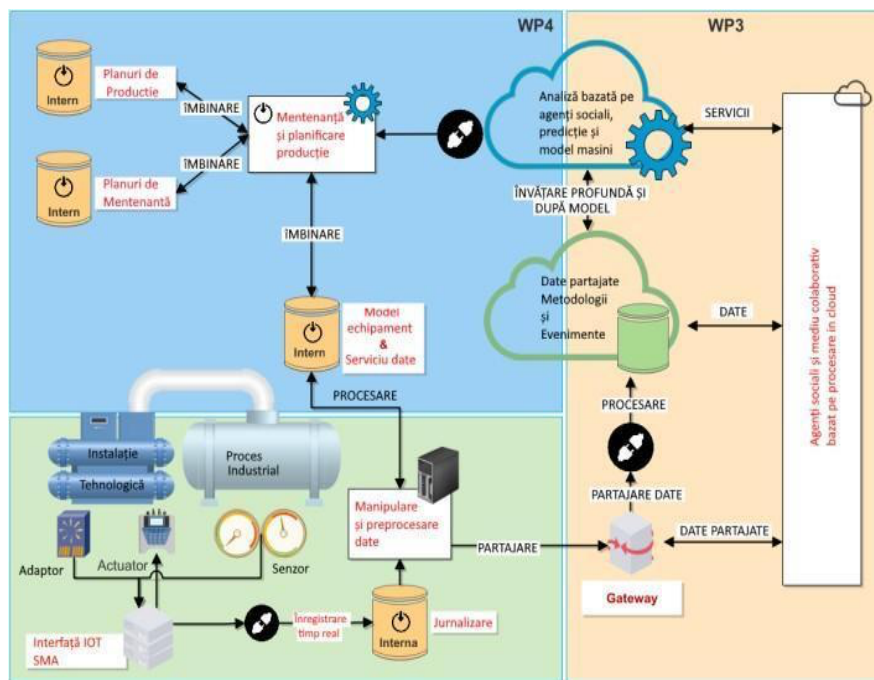 WP4
WP3
Intern
Planuri de
Productie
ÎMBINARE
Mentenanță
și planificare
producție
Analiză bazată pe
agenți sociali,
predicție și
model masini
SERVICII
ÎMBINARE
Intern
Planuri de
Mentenantă
ÎNVĂȚARE PROFUNDĂ ȘI
DUPĂ MODEL
ÎMBINARE
Date partajate
Metodologii
și
Evenimente
DATE
Agenți sociali și mediu colaborativ
bazat pe procesare in cloud
Intern
Model
echipament
&
Serviciu date
PROCESARE
PROCESARE
Instalație
Tehnologică
Proces
Industrial
PARTAJARE DATE
Manipulare
și preprocesare
date
PARTAJARE
DATE PARTAJATE
Adaptor
Actuator
Senzor
Gateway
Interfață IOT
SMA
Înregistrare
timp real
Interna
Jurnalizare